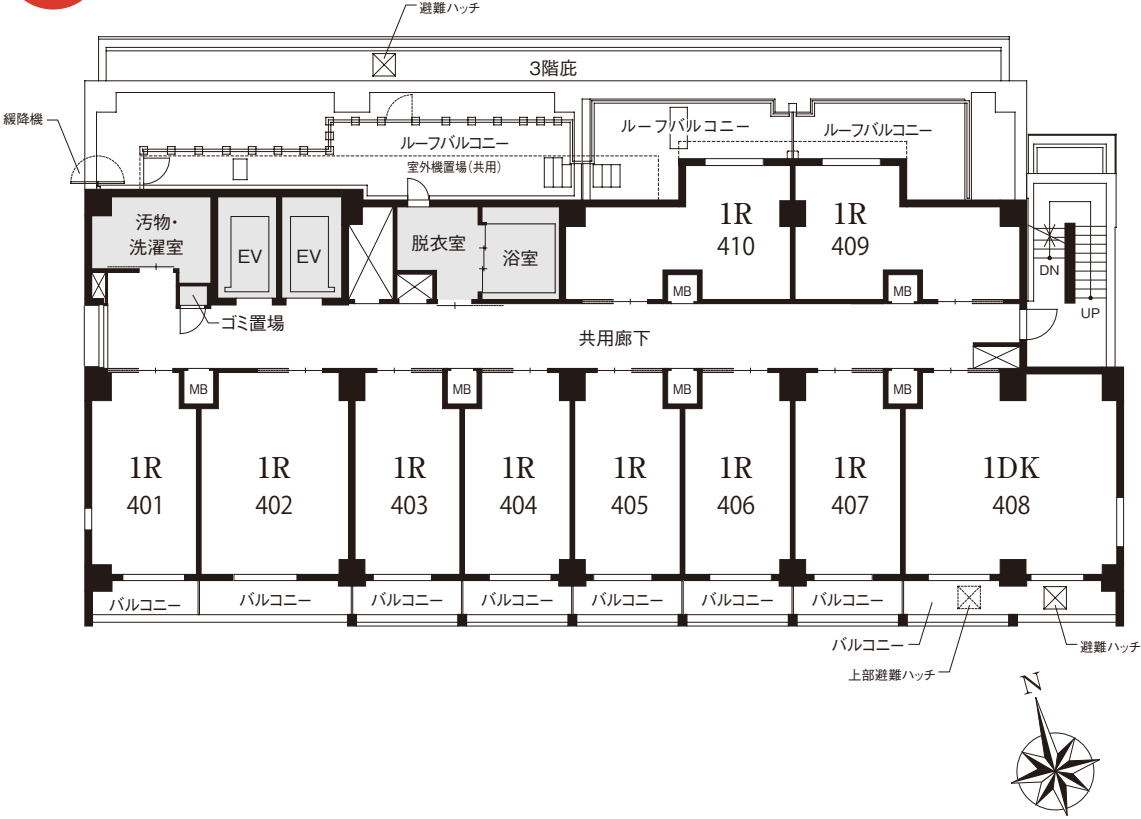 避難ハッチ
3階庇
緩降機
ルーフバルコニー
ルーフバルコニー
ルーフバルコニー
室外機置場(共用)
汚物・
洗濯室
EV
EV
脱衣室
浴室
1R
410
1R
409
MB
MB
DN
UP
ゴミ置場
共用廊下
MB
MB
MB
MB
1R
401
1R
402
1R
403
1R
404
1R
405
1R
406
1R
407
1DK
408
バルコニー
バルコニー
バルコニー
バルコニー
バルコニー
バルコニー
バルコニー
バルコニー
避難ハッチ
上部避難ハッチ
N